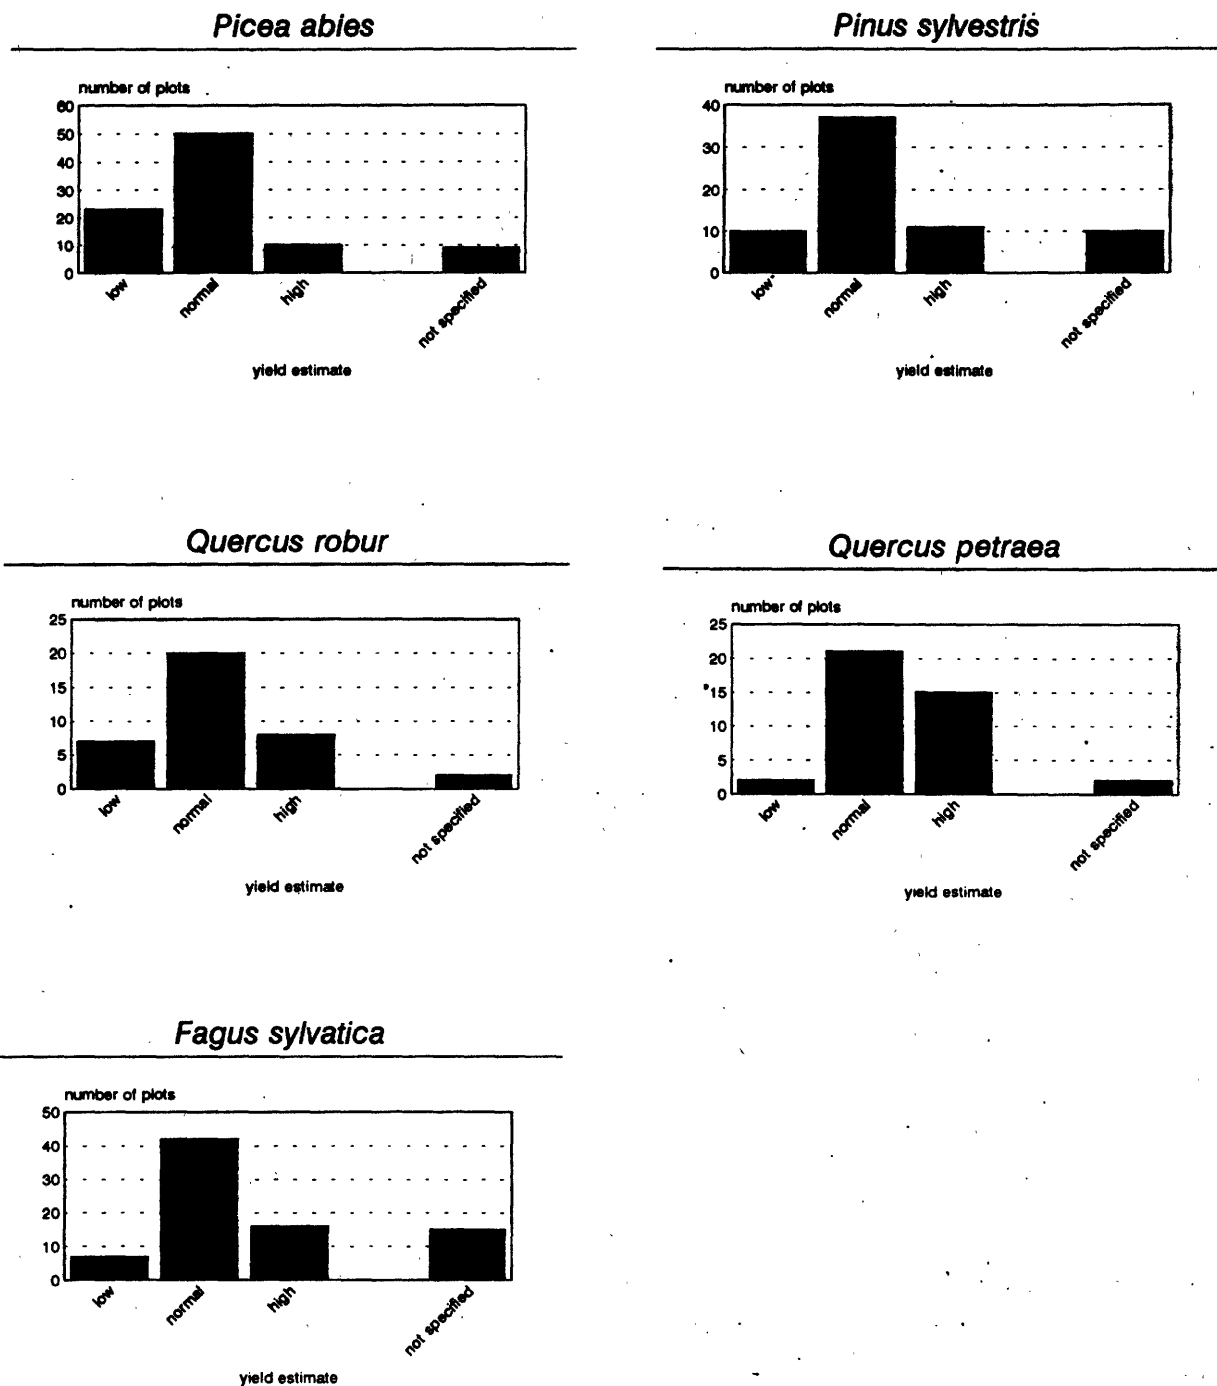 Picea abies
number of plots
60
50
40
30
20
10
0
low
normal
high
not specified
yield estimate
Pinus sylvestris
number of plots
40
30
20
10
0
low
normal
high
not specified
yield estimate
Quercus robur
number of plots
25
20
15
10
5
0
low
normal
high
not specified
yield estimate
Quercus petraea
number of plots
25
20
15
10
5
0
low
normal
high
not specified
yield estimate
Fagus sylvatica
number of plots
50
40
30
20
10
0
low
normal
high
not specified
yield estimate